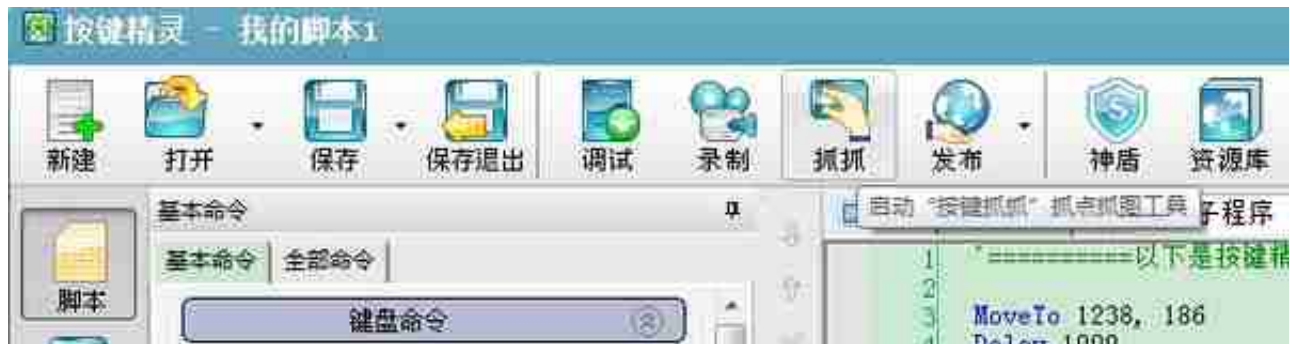 按键精灵 - 我的脚本1
新建 打开 保存 保存退出 调试 录制 抓抓 发布 神盾 资源库
基本命令
启动“按键抓抓”抓点抓图工具 子程序
基本命令 全部命令
脚本
键盘命令
1 '==========以下是按键精
2
3 MoveTo 1238, 186
4 Delay